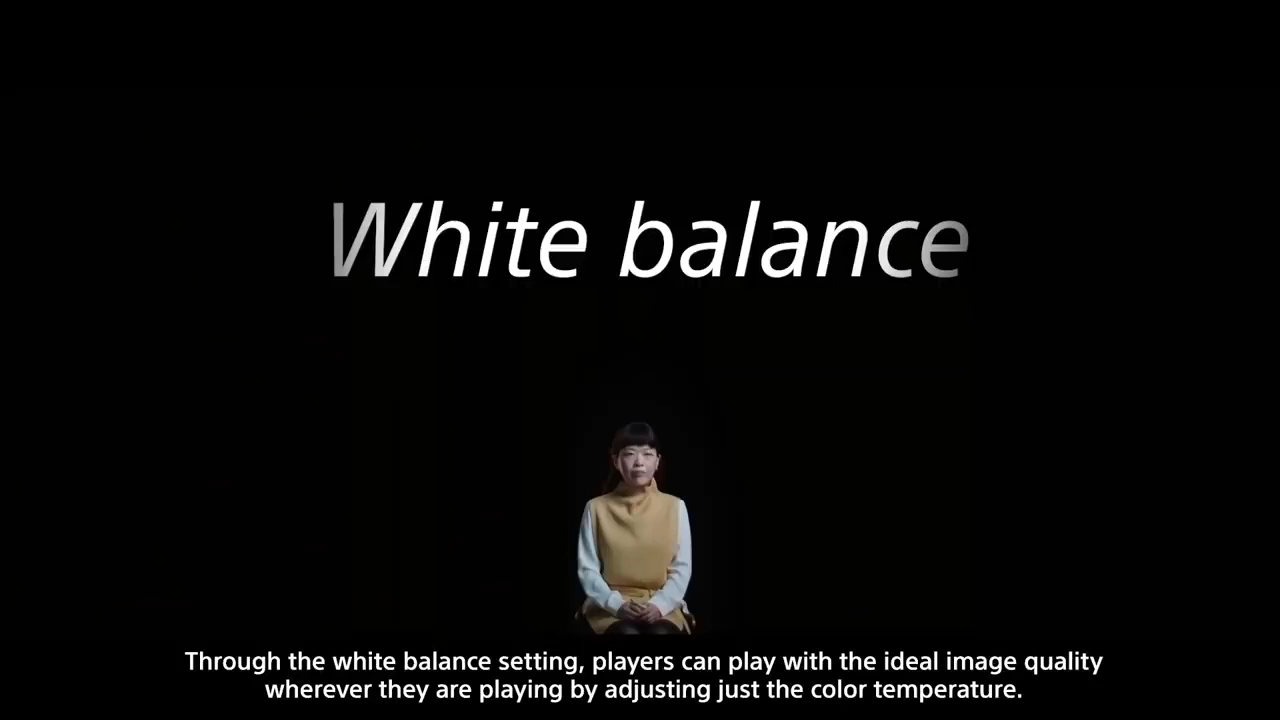 White balance
Through the white balance setting, players can play with the ideal image quality
wherever they are playing by adjusting just the color temperature.